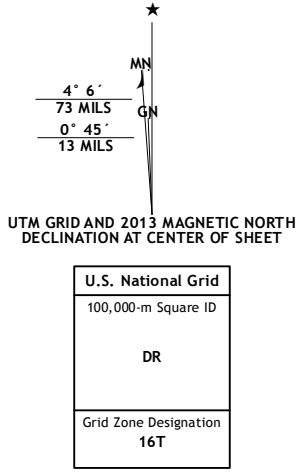 ★
MN
4° 6´
73 MILS
GN
0° 45´
13 MILS
UTM GRID AND 2013 MAGNETIC NORTH
DECLINATION AT CENTER OF SHEET
U.S. National Grid
100,000-m Square ID
DR
Grid Zone Designation
16T